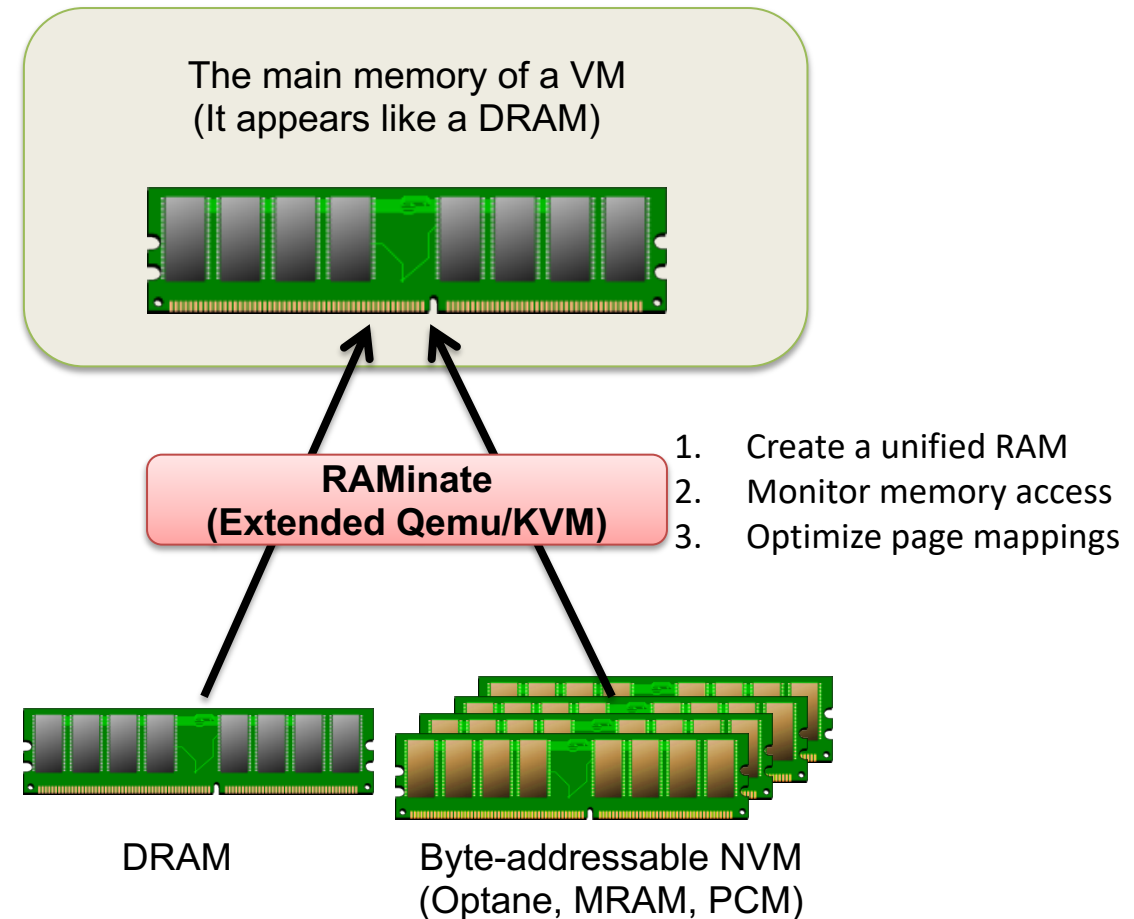 The main memory of a VM
(It appears like a DRAM)
RAMinate
(Extended Qemu/KVM)
1. Create a unified RAM
2. Monitor memory access
3. Optimize page mappings
DRAM
Byte-addressable NVM
(Optane, MRAM, PCM)